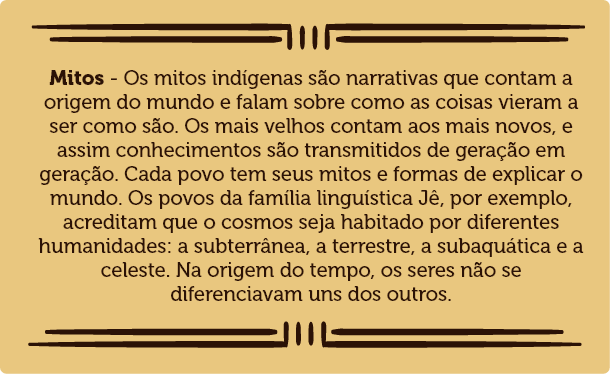 Mitos - Os mitos indígenas são narrativas que contam a
origem do mundo e falam sobre como as coisas vieram a
ser como são. Os mais velhos contam aos mais novos, e
assim conhecimentos são transmitidos de geração em
geração. Cada povo tem seus mitos e formas de explicar o
mundo. Os povos da família linguística Jê, por exemplo,
acreditam que o cosmos seja habitado por diferentes
humanidades: a subterrânea, a terrestre, a subaquática e a
celeste. Na origem do tempo, os seres não se
diferenciavam uns dos outros.